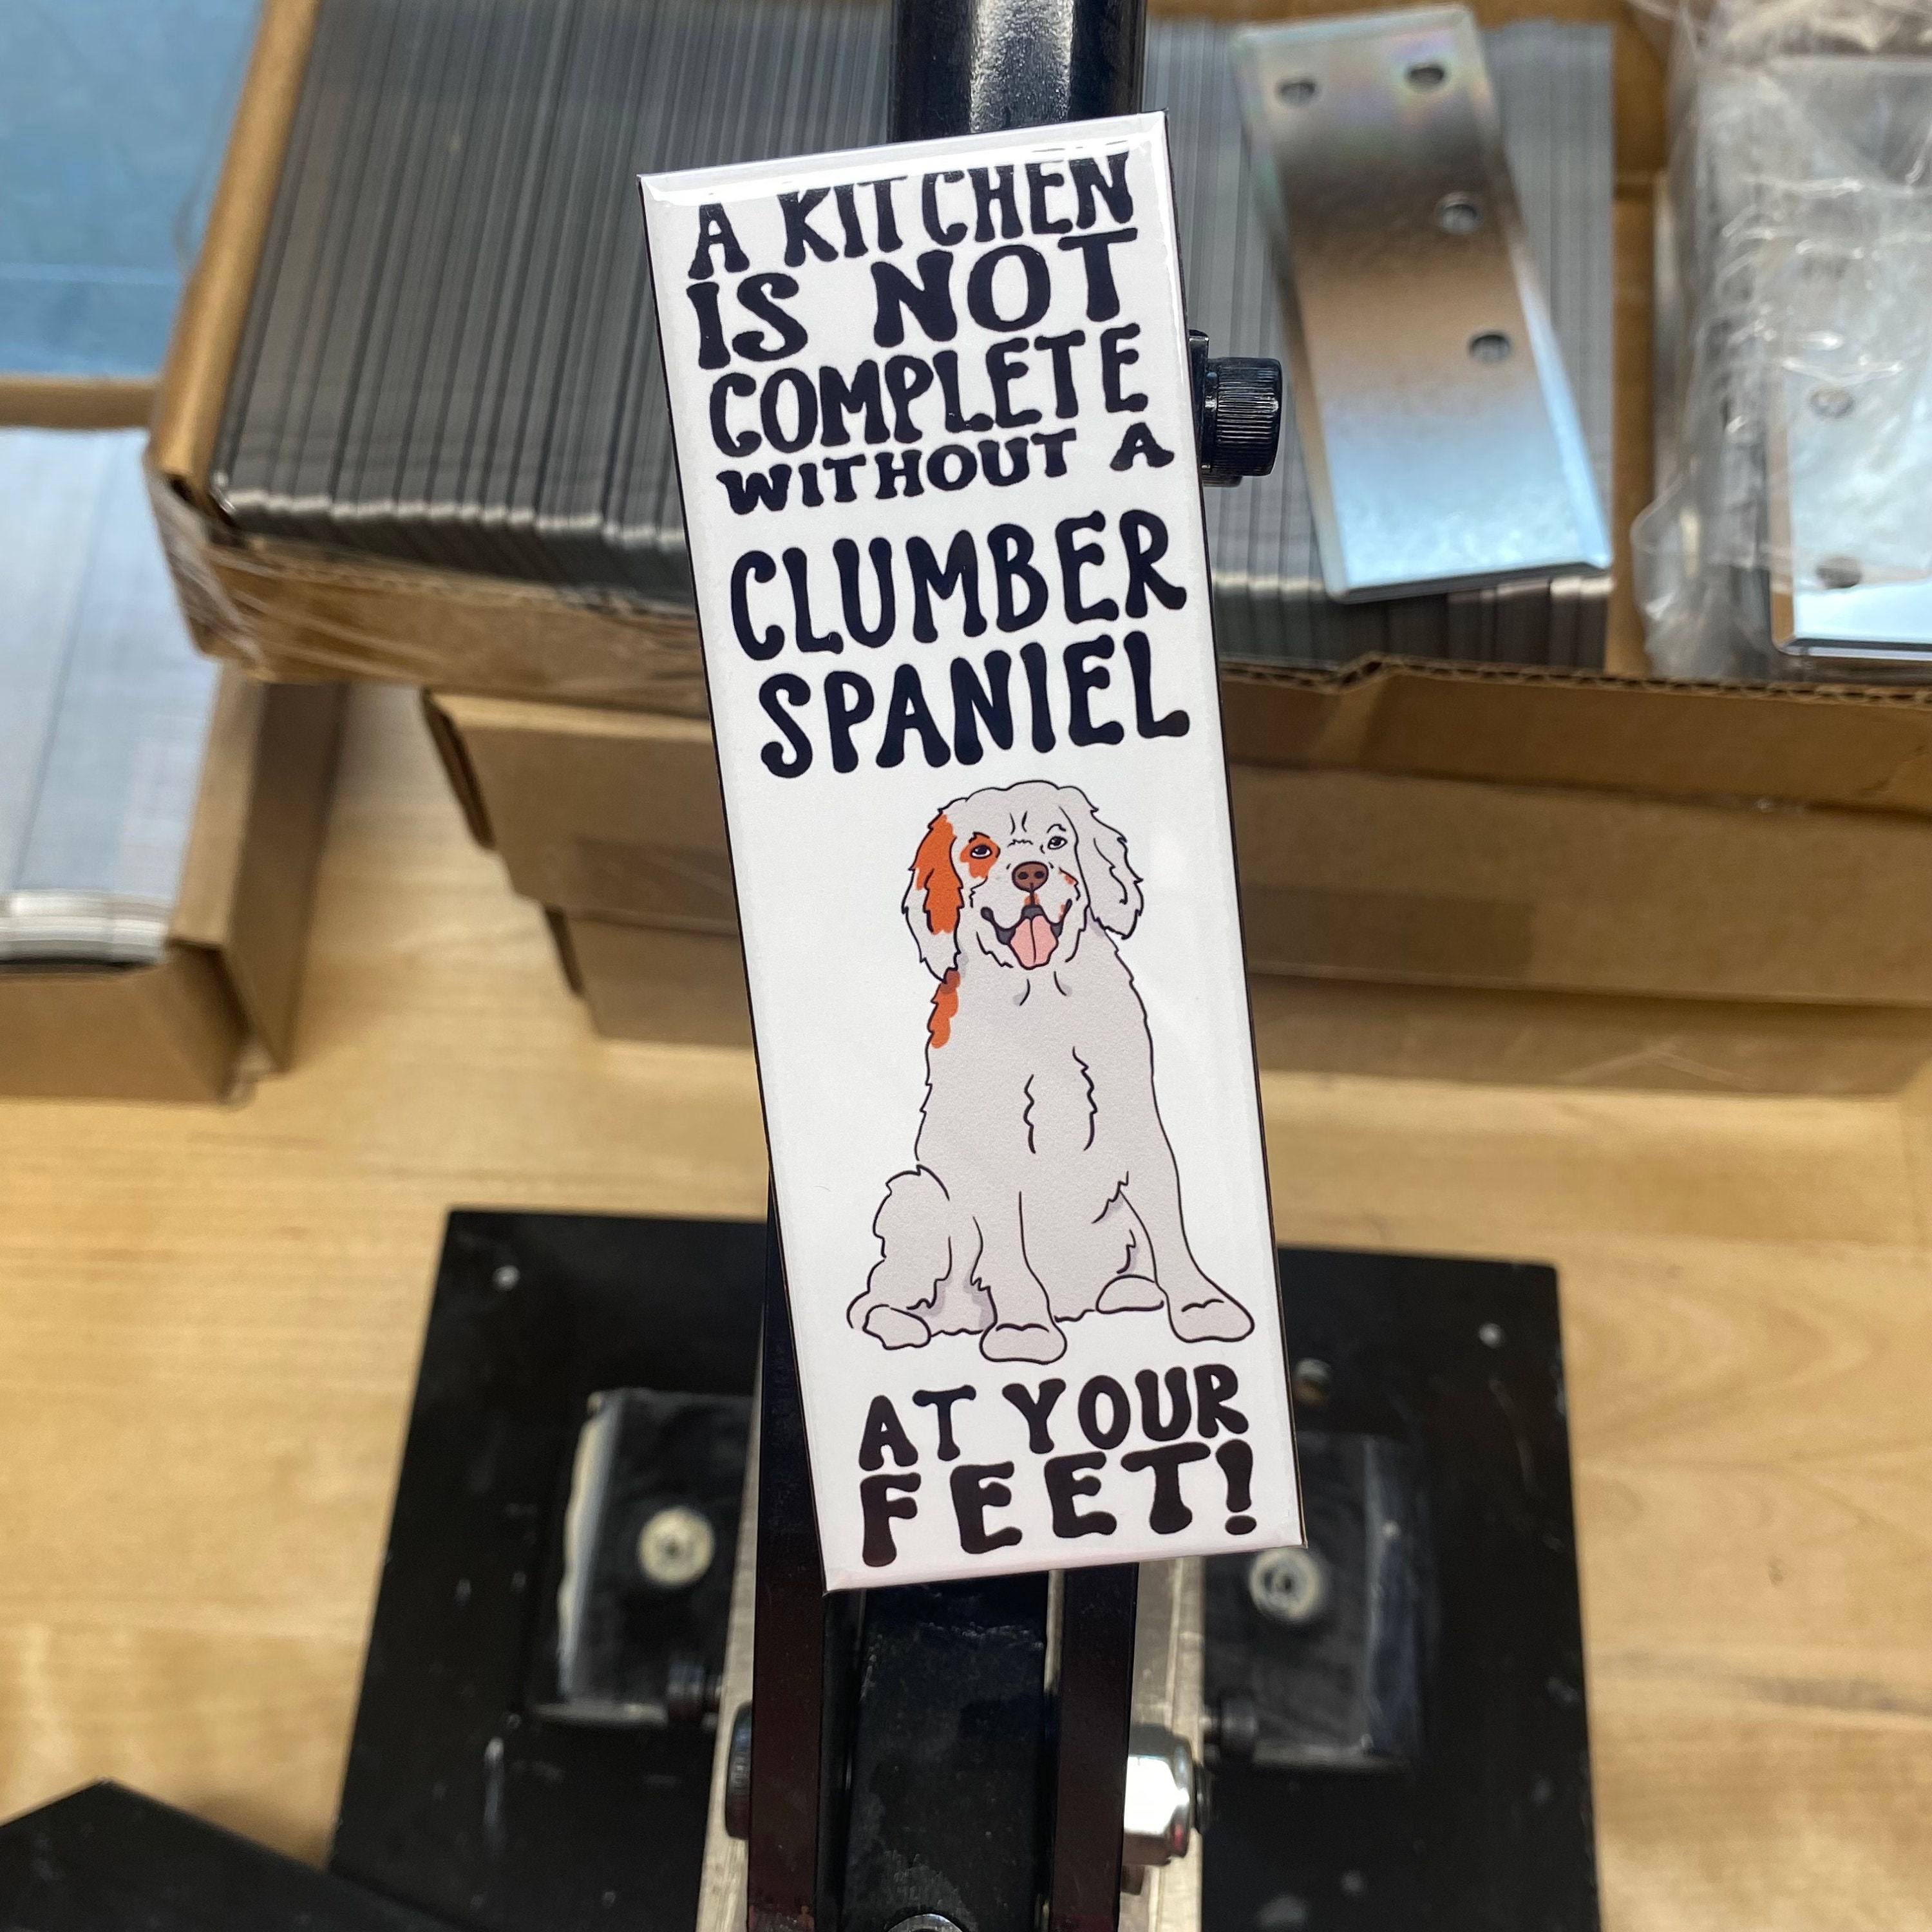 A KITCHEN
IS NOT
COMPLETE
WITHOUT A
CLUMBER
SPANIEL
AT YOUR
FEET!